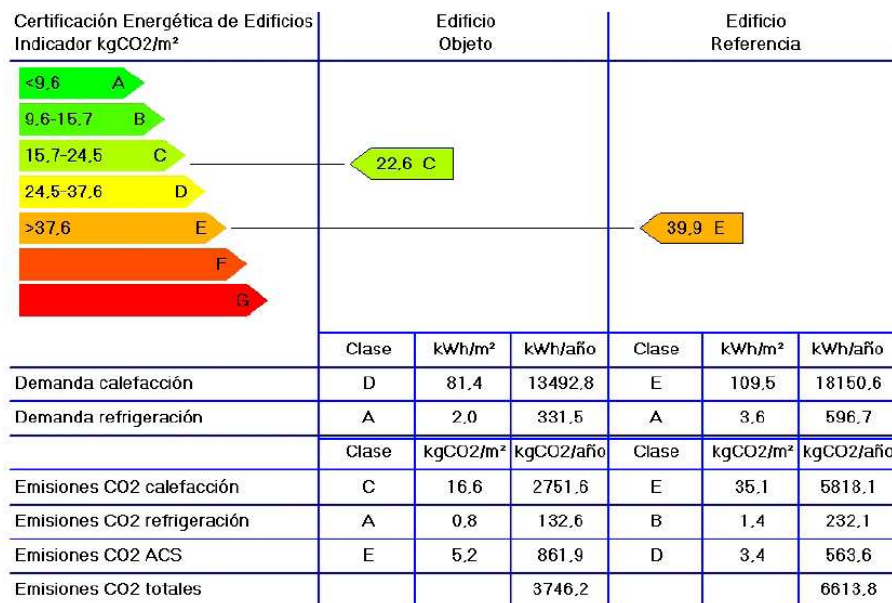 Certificación Energética de Edificios
Indicador kgCO2/m²
Edificio
Objeto
Edificio
Referencia
<9,6 A
9,6-15,7 B
15,7-24,5 C
22,6 C
24,5-37,6 D
>37,6 E
39,9 E
F
G
Clase kWh/m² kWh/año Clase kWh/m² kWh/año
Demanda calefacción D 81,4 13492,8 E 109,5 18150,6
Demanda refrigeración A 2,0 331,5 A 3,6 596,7
Clase kgCO2/m² kgCO2/año Clase kgCO2/m² kgCO2/año
Emisiones CO2 calefacción C 16,6 2751,6 E 35,1 5818,1
Emisiones CO2 refrigeración A 0,8 132,6 B 1,4 232,1
Emisiones CO2 ACS E 5,2 861,9 D 3,4 563,6
Emisiones CO2 totales 3746,2 6613,8